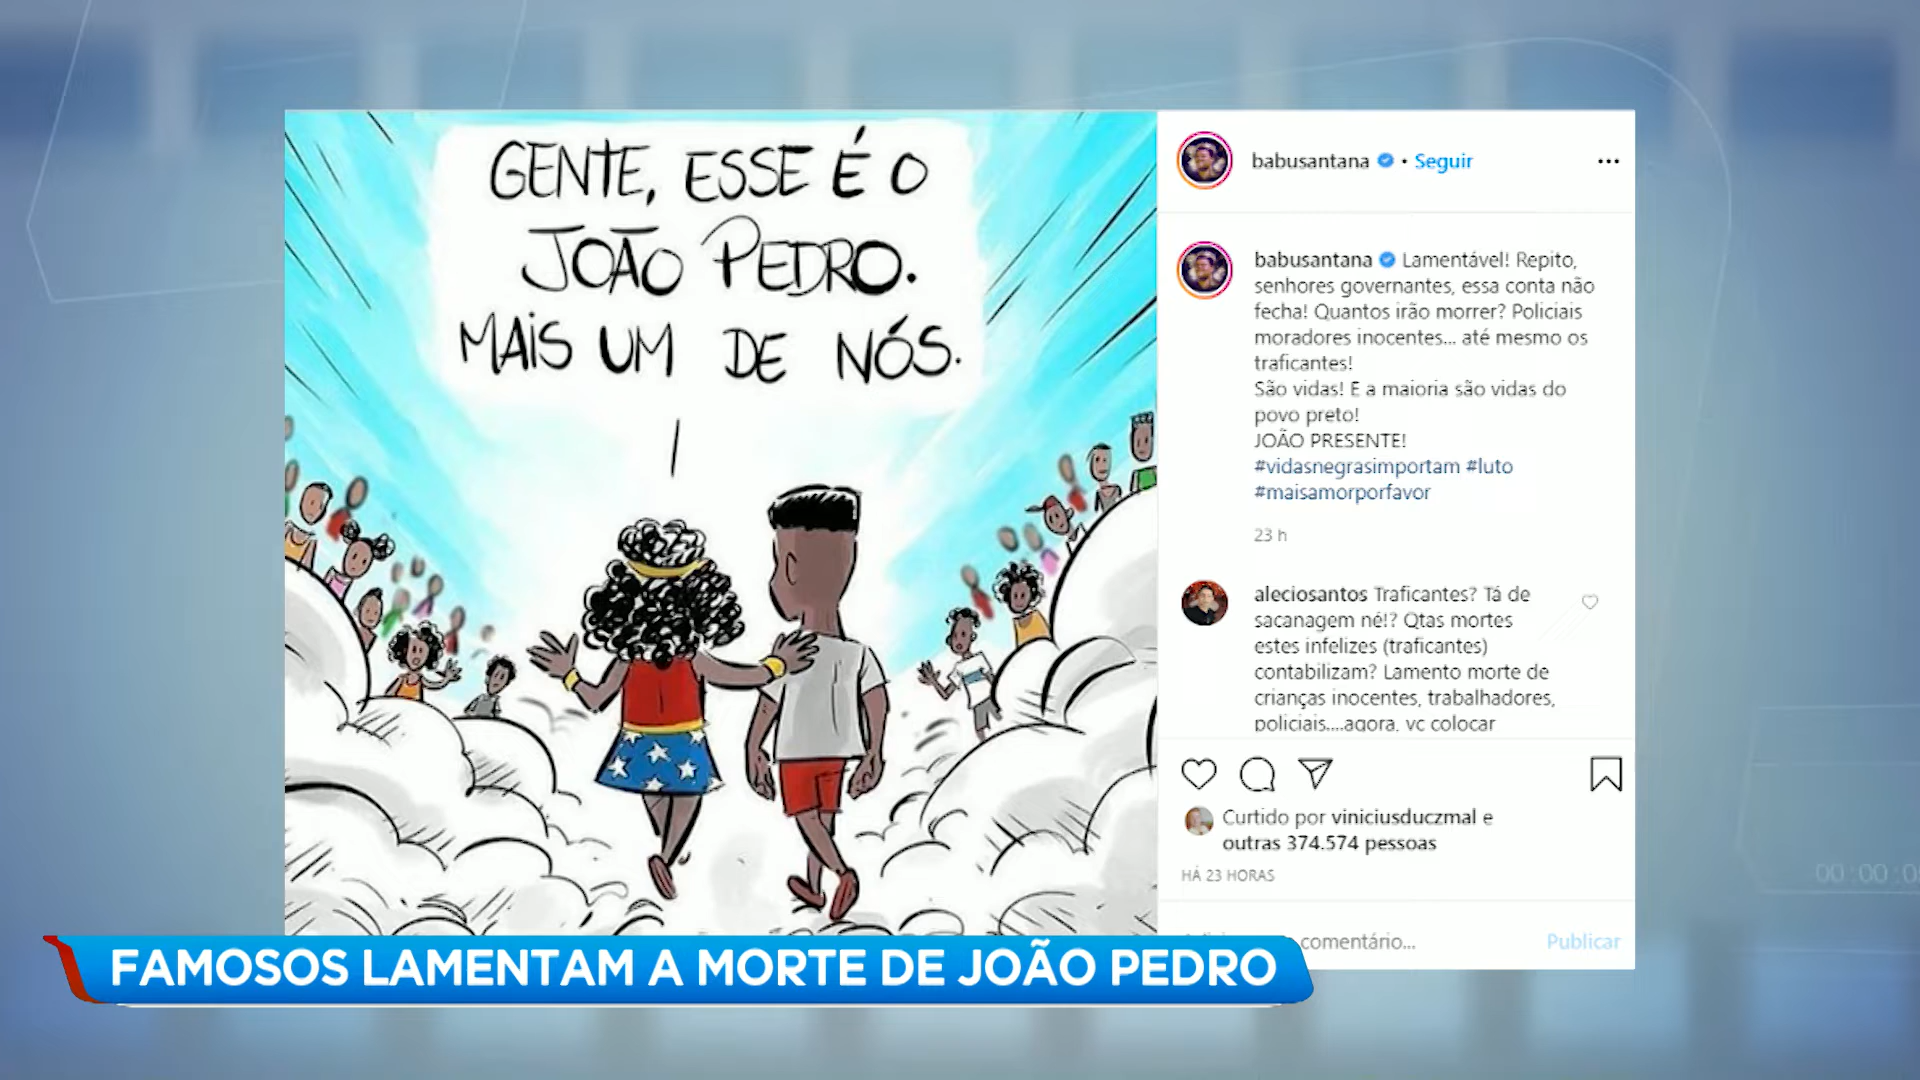 GENTE, ESSE É O
JOÃO PEDRO.
MAIS UM DE NÓS.
babusantana • Seguir
babusantana Lamentável! Repito,
senhores governantes, essa conta não
fecha! Quantos irão morrer? Policiais
moradores inocentes... até mesmo os
traficantes!
São vidas! E a maioria são vidas do
povo preto!
JOÃO PRESENTE!
#vidasnegrasimportam #luto
#maisamorporfavor
23 h
aleciosantos Traficantes? Tá de
sacanagem né!? Qtas mortes
estes infelizes (traficantes)
contabilizam? Lamento morte de
crianças inocentes, trabalhadores,
policiais....agora, vc colocar
Curtido por viniciusduczmal e
outras 374.574 pessoas
HÁ 23 HORAS
comentário... Publicar
FAMOSOS LAMENTAM A MORTE DE JOÃO PEDRO